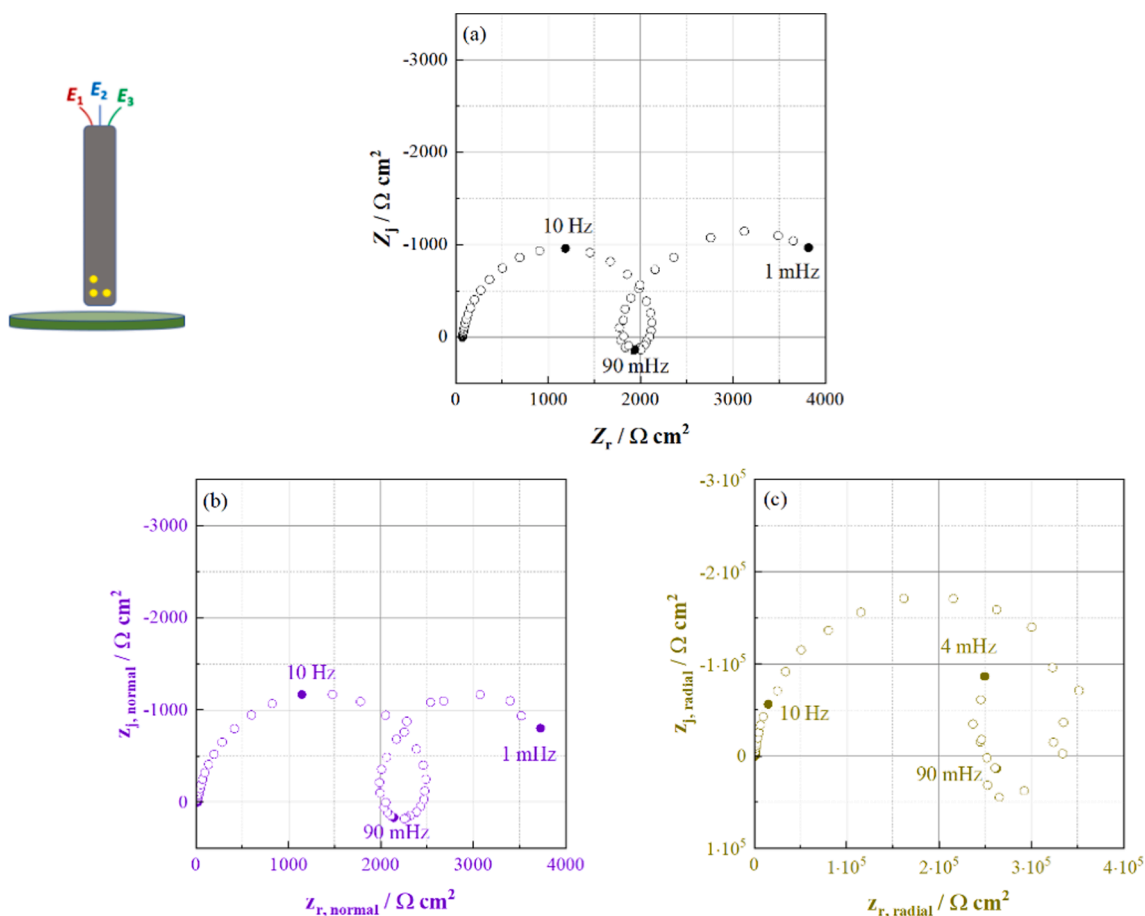 E₁ E₂ E₃
(a)
-3000
-2000
-1000
0
Zⱼ / Ω cm²
10 Hz
1 mHz
90 mHz
0 1000 2000 3000 4000
Zᵣ / Ω cm²
(b)
-3000
-2000
-1000
0
zⱼ, normal / Ω cm²
10 Hz
1 mHz
90 mHz
0 1000 2000 3000 4000
zᵣ, normal / Ω cm²
(c)
-3·10⁵
-2·10⁵
-1·10⁵
0
1·10⁵
zⱼ, radial / Ω cm²
4 mHz
10 Hz
90 mHz
0 1·10⁵ 2·10⁵ 3·10⁵ 4·10⁵
zᵣ, radial / Ω cm²